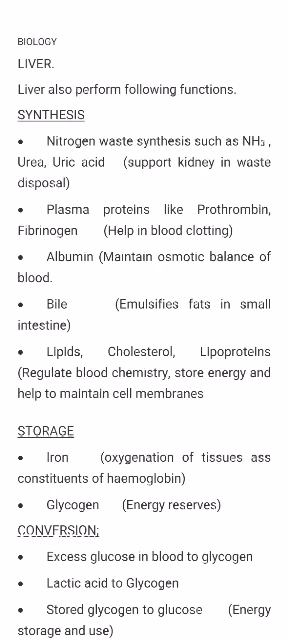 BIOLOGY
LIVER.
Liver also perform following functions.
SYNTHESIS
• Nitrogen waste synthesis such as NH₃ ,
Urea, Uric acid (support kidney in waste
disposal)
• Plasma proteins like Prothrombin,
Fibrinogen (Help in blood clotting)
• Albumin (Maintain osmotic balance of
blood.
• Bile (Emulsifies fats in small
intestine)
• Lipids, Cholesterol, Lipoproteins
(Regulate blood chemistry, store energy and
help to maintain cell membranes
STORAGE
• Iron (oxygenation of tissues ass
constituents of haemoglobin)
• Glycogen (Energy reserves)
CONVERSION;
• Excess glucose in blood to glycogen
• Lactic acid to Glycogen
• Stored glycogen to glucose (Energy
storage and use)